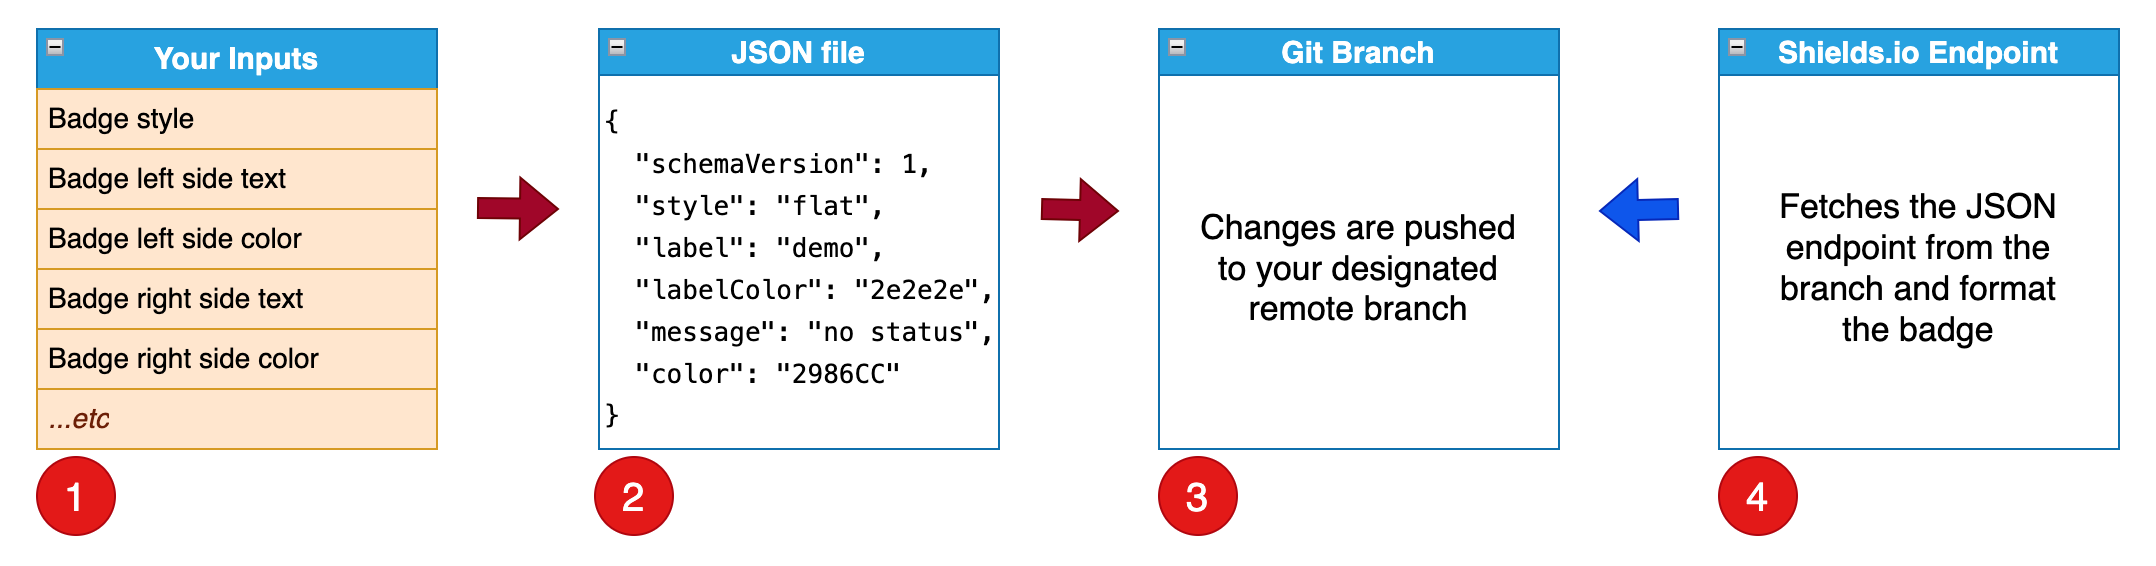 Your Inputs
Badge style
Badge left side text
Badge left side color
Badge right side text
Badge right side color
...etc
1
JSON file
{
"schemaVersion": 1,
"style": "flat",
"label": "demo",
"labelColor": "2e2e2e",
"message": "no status",
"color": "2986CC"
}
2
Git Branch
Changes are pushed
to your designated
remote branch
3
Shields.io Endpoint
Fetches the JSON
endpoint from the
branch and format
the badge
4